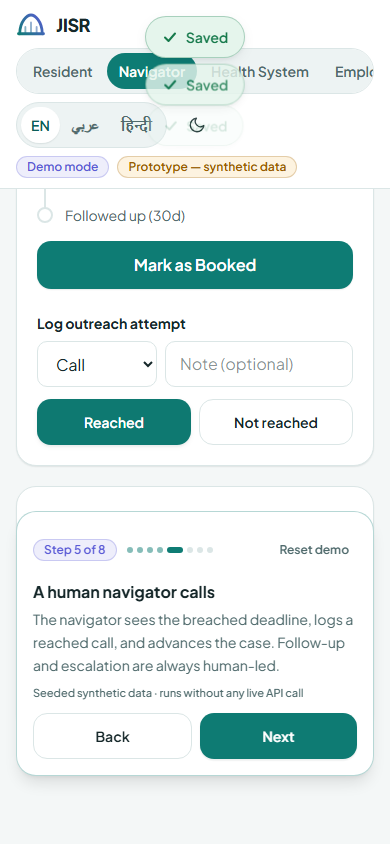 JISR
Saved
Resident Navigator Health System Emplo
Saved
EN عربي हिन्दी Saved
Demo mode Prototype — synthetic data
Followed up (30d)
Mark as Booked
Log outreach attempt
Call Note (optional)
Reached Not reached
Step 5 of 8 Reset demo
A human navigator calls
The navigator sees the breached deadline, logs a
reached call, and advances the case. Follow-up
and escalation are always human-led.
Seeded synthetic data · runs without any live API call
Back Next